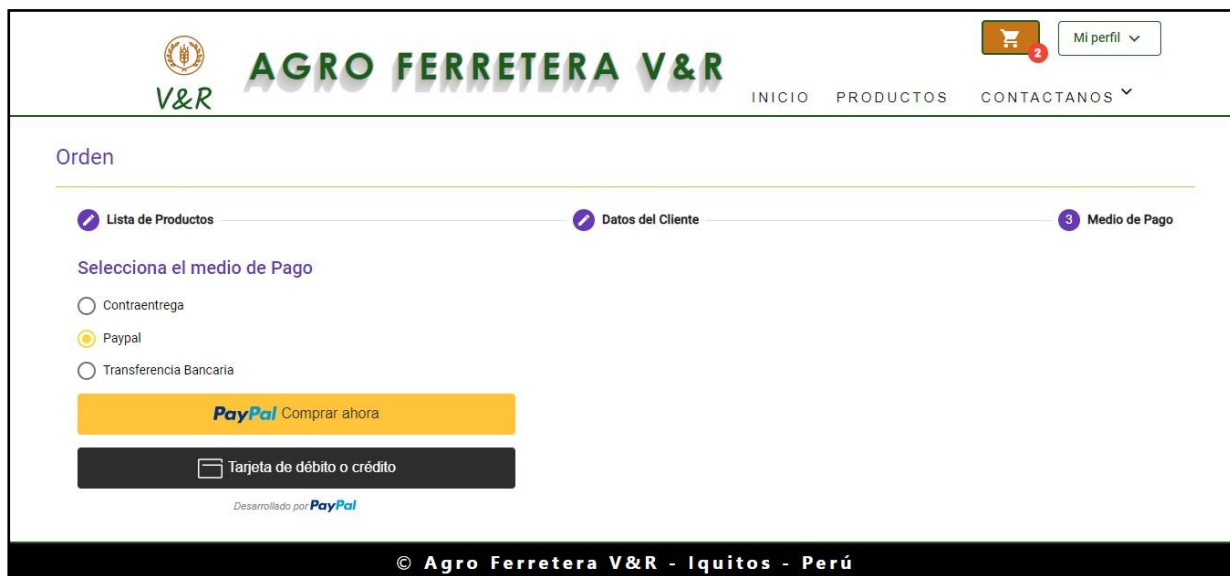 V&R
AGRO FERRETERA V&R
2
Mi perfil
INICIO PRODUCTOS CONTACTANOS
Orden
Lista de Productos
Datos del Cliente
3 Medio de Pago
Selecciona el medio de Pago
Contraentrega
Paypal
Transferencia Bancaria
PayPal Comprar ahora
Tarjeta de débito o crédito
Desarrollado por PayPal
© Agro Ferretera V&R - Iquitos - Perú